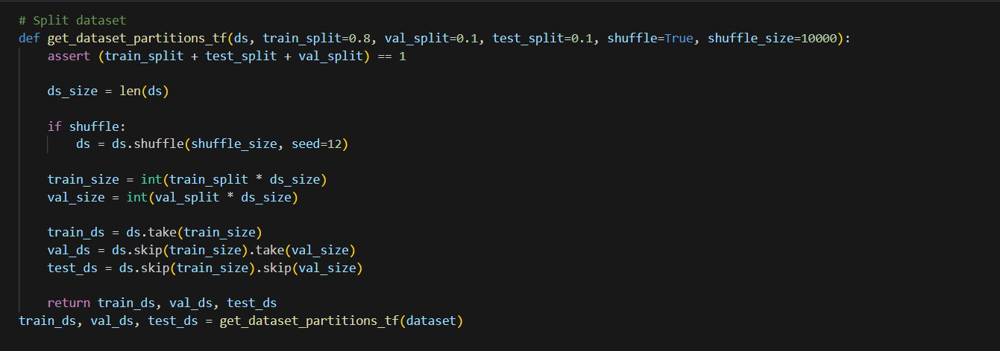 # Split dataset
def get_dataset_partitions_tf(ds, train_split=0.8, val_split=0.1, test_split=0.1, shuffle=True, shuffle_size=10000):
    assert (train_split + test_split + val_split) == 1

    ds_size = len(ds)

    if shuffle:
        ds = ds.shuffle(shuffle_size, seed=12)

    train_size = int(train_split * ds_size)
    val_size = int(val_split * ds_size)

    train_ds = ds.take(train_size)
    val_ds = ds.skip(train_size).take(val_size)
    test_ds = ds.skip(train_size).skip(val_size)

    return train_ds, val_ds, test_ds
train_ds, val_ds, test_ds = get_dataset_partitions_tf(dataset)